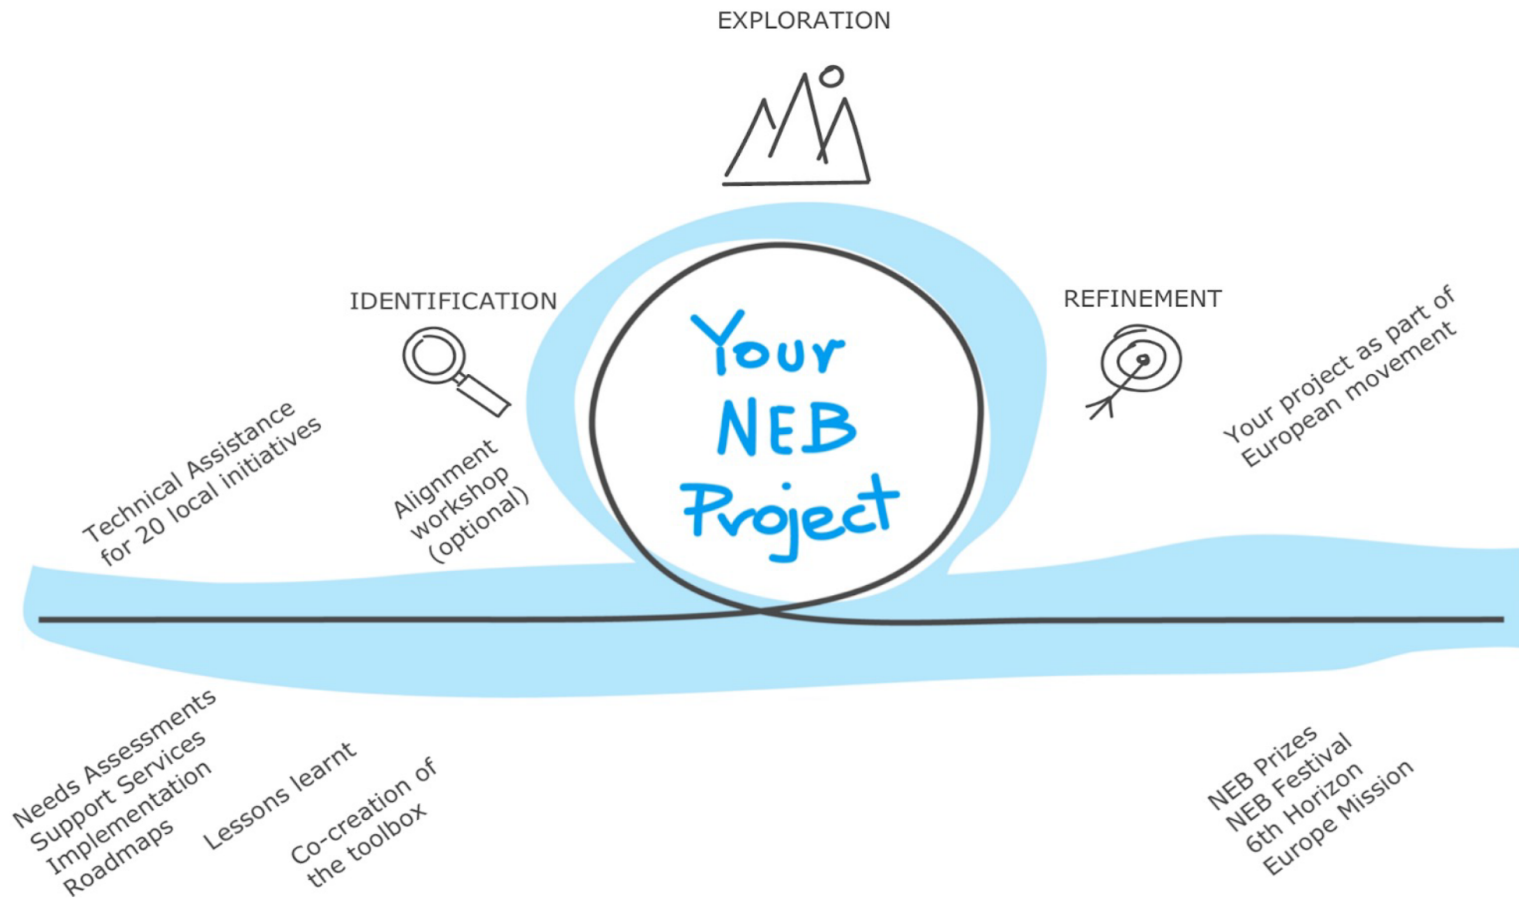 EXPLORATION
IDENTIFICATION
REFINEMENT
Your
NEB
Project
Technical Assistance
for 20 local initiatives
Alignment
workshop
(optional)
Your project as part of
European movement
Needs Assessments
Support Services
Implementation
Roadmaps
Lessons learnt
Co-creation of
the toolbox
NEB Prizes
NEB Festival
6th Horizon
Europe Mission